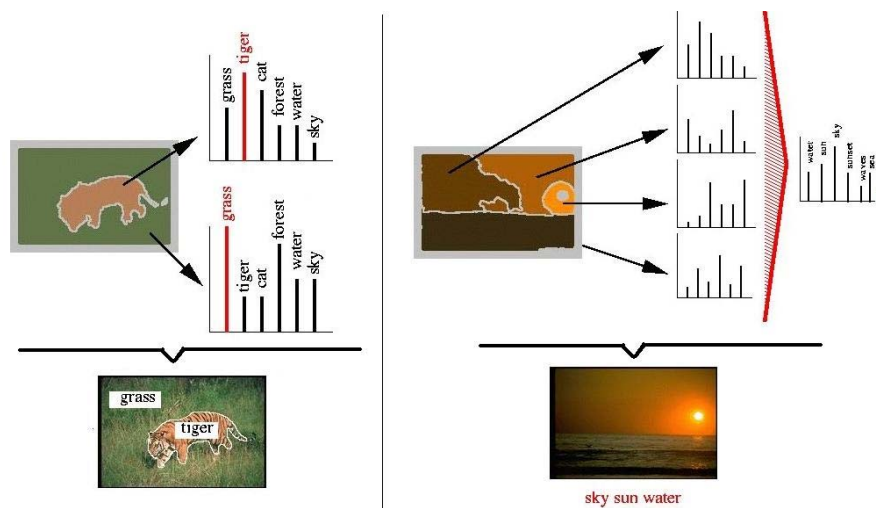 grass
tiger
cat
forest
water
sky
grass
tiger
cat
forest
water
sky
grass
tiger
water
sun
sky
sunset
waves
sea
sky sun water